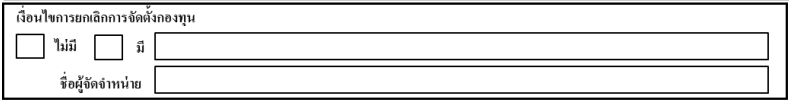 เงื่อนไขการยกเลิกการจัดตั้งกองทุน
ไม่มี มี
ชื่อผู้จัดจำหน่าย